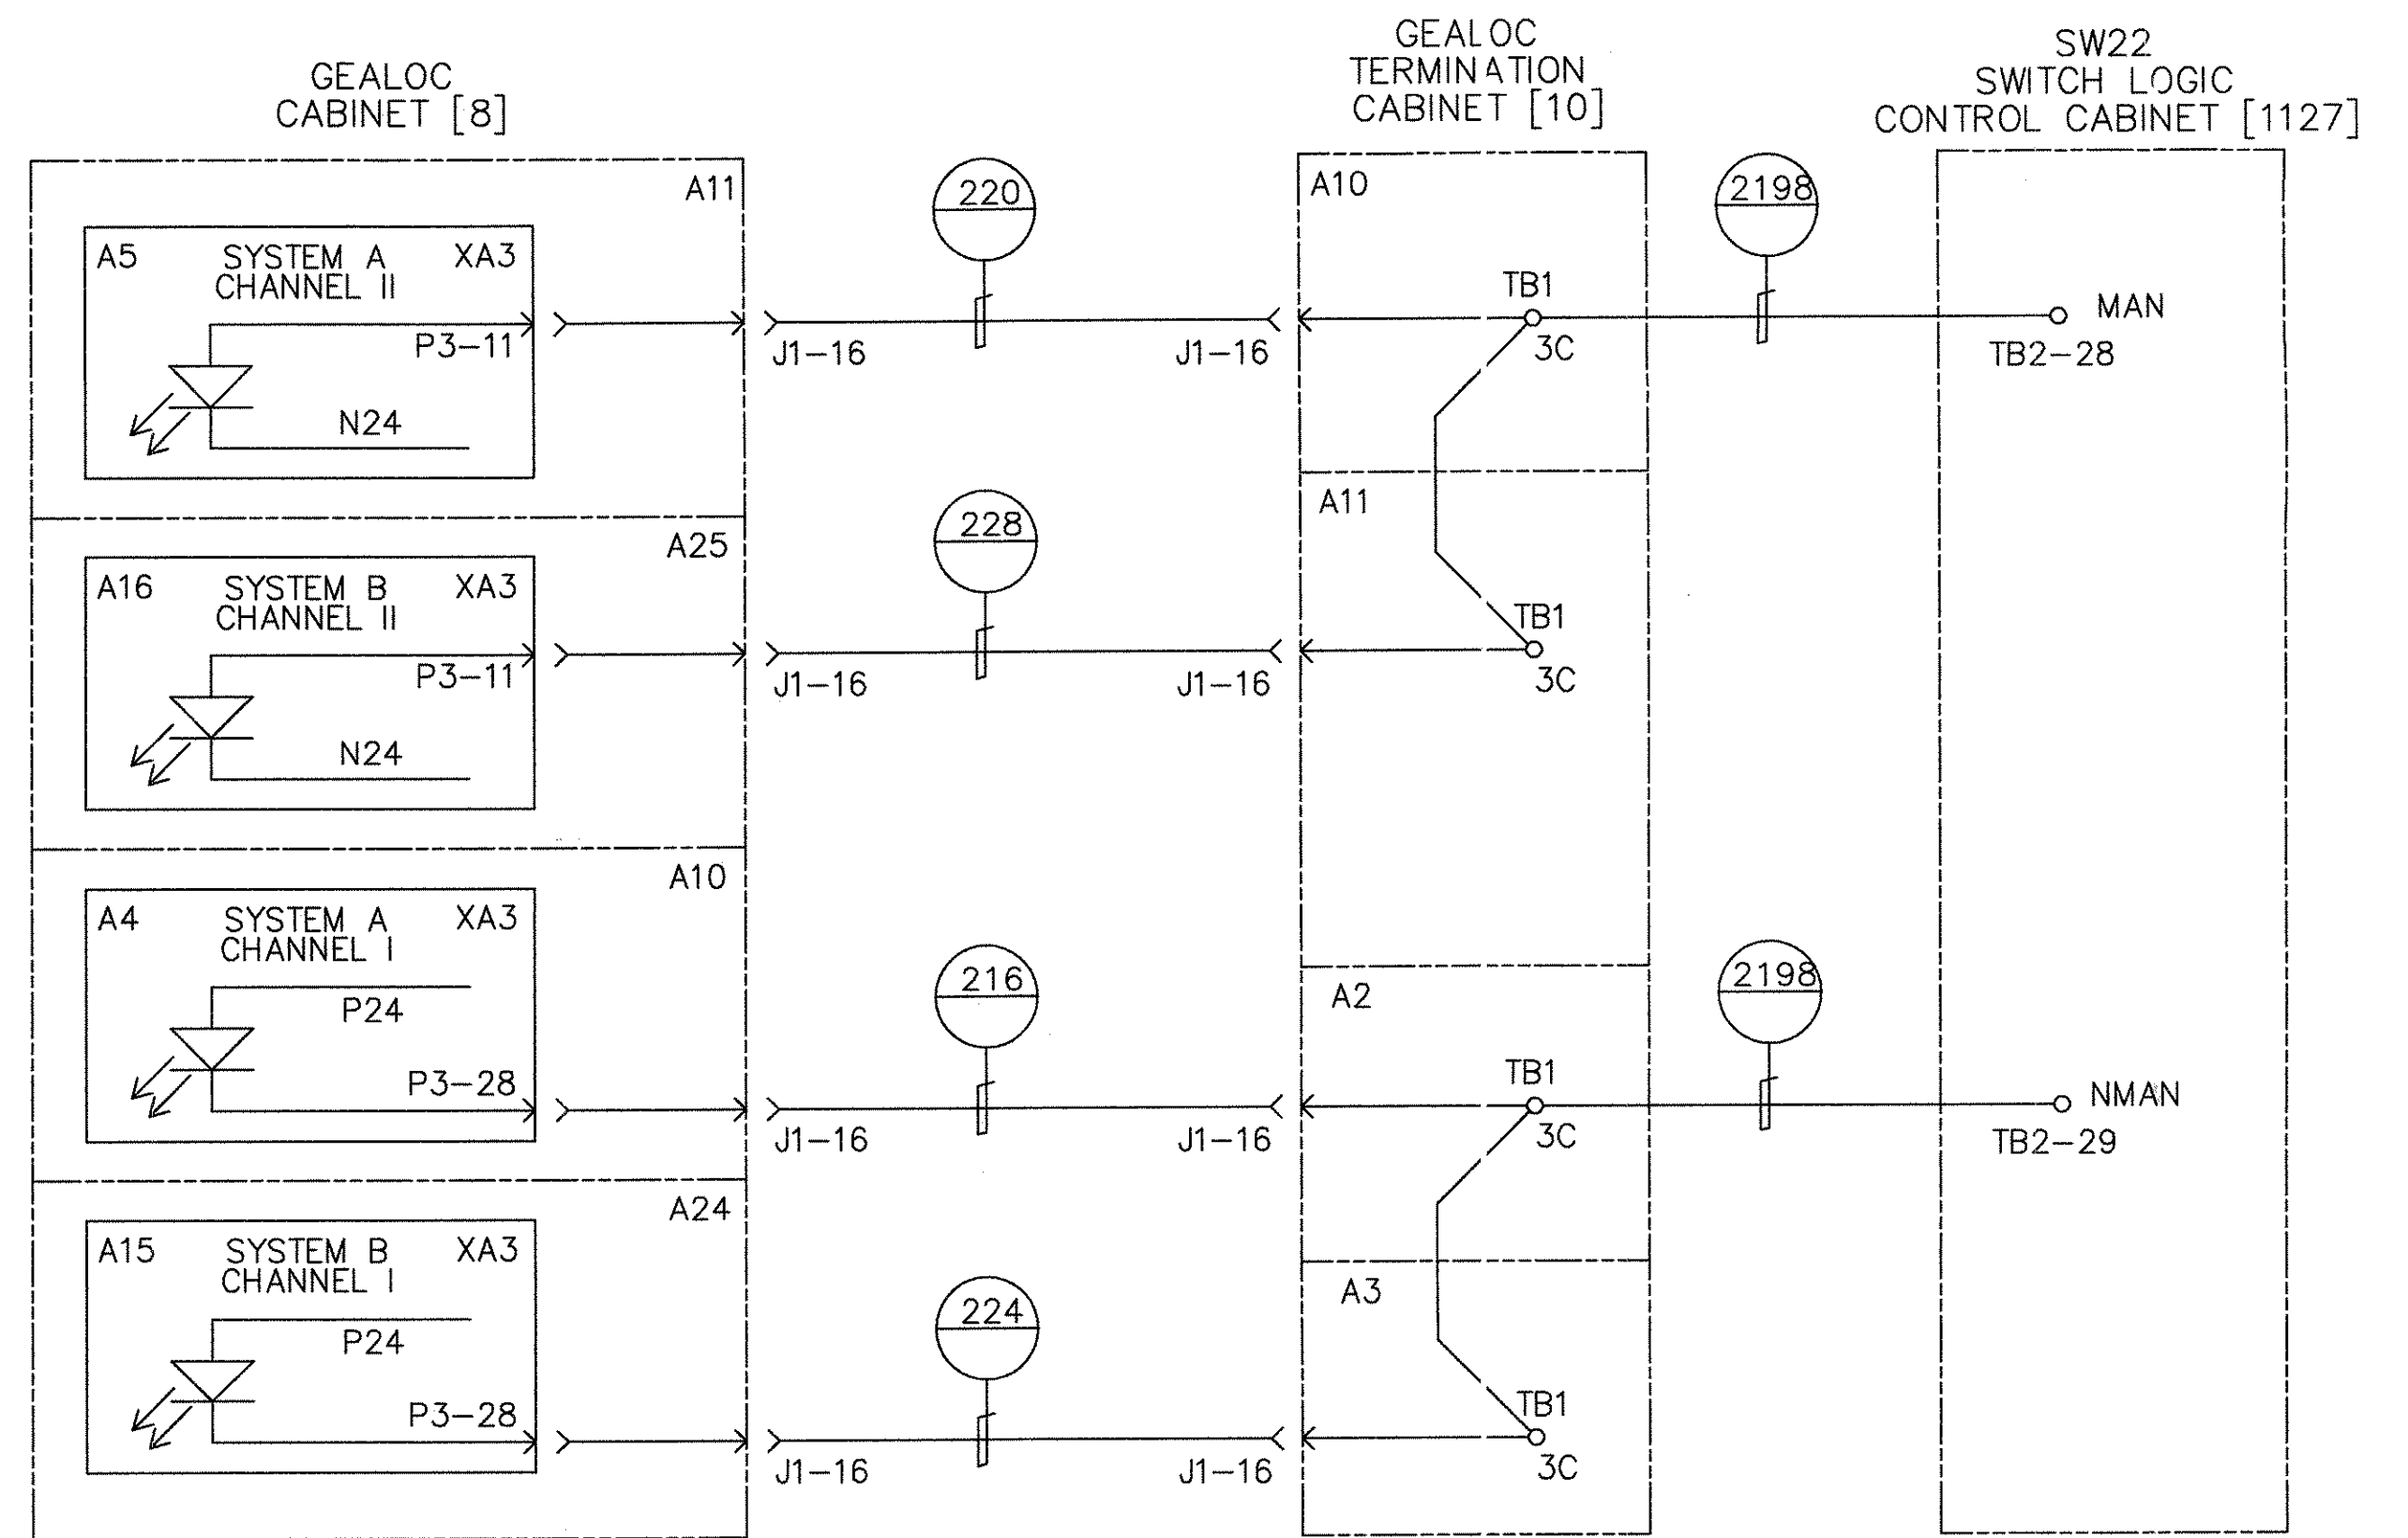 GEALOC
CABINET [8]
GEALOC
TERMINATION
CABINET [10]
SW22
SWITCH LOGIC
CONTROL CABINET [1127]
A11
A5
SYSTEM A
CHANNEL II
XA3
P3-11
N24
220
J1-16
J1-16
A10
TB1
3C
2198
MAN
TB2-28
A25
A16
SYSTEM B
CHANNEL II
XA3
P3-11
N24
228
J1-16
J1-16
A11
TB1
3C
A10
A4
SYSTEM A
CHANNEL I
XA3
P24
P3-28
216
J1-16
J1-16
A2
TB1
3C
2198
NMAN
TB2-29
A24
A15
SYSTEM B
CHANNEL I
XA3
P24
P3-28
224
J1-16
J1-16
A3
TB1
3C